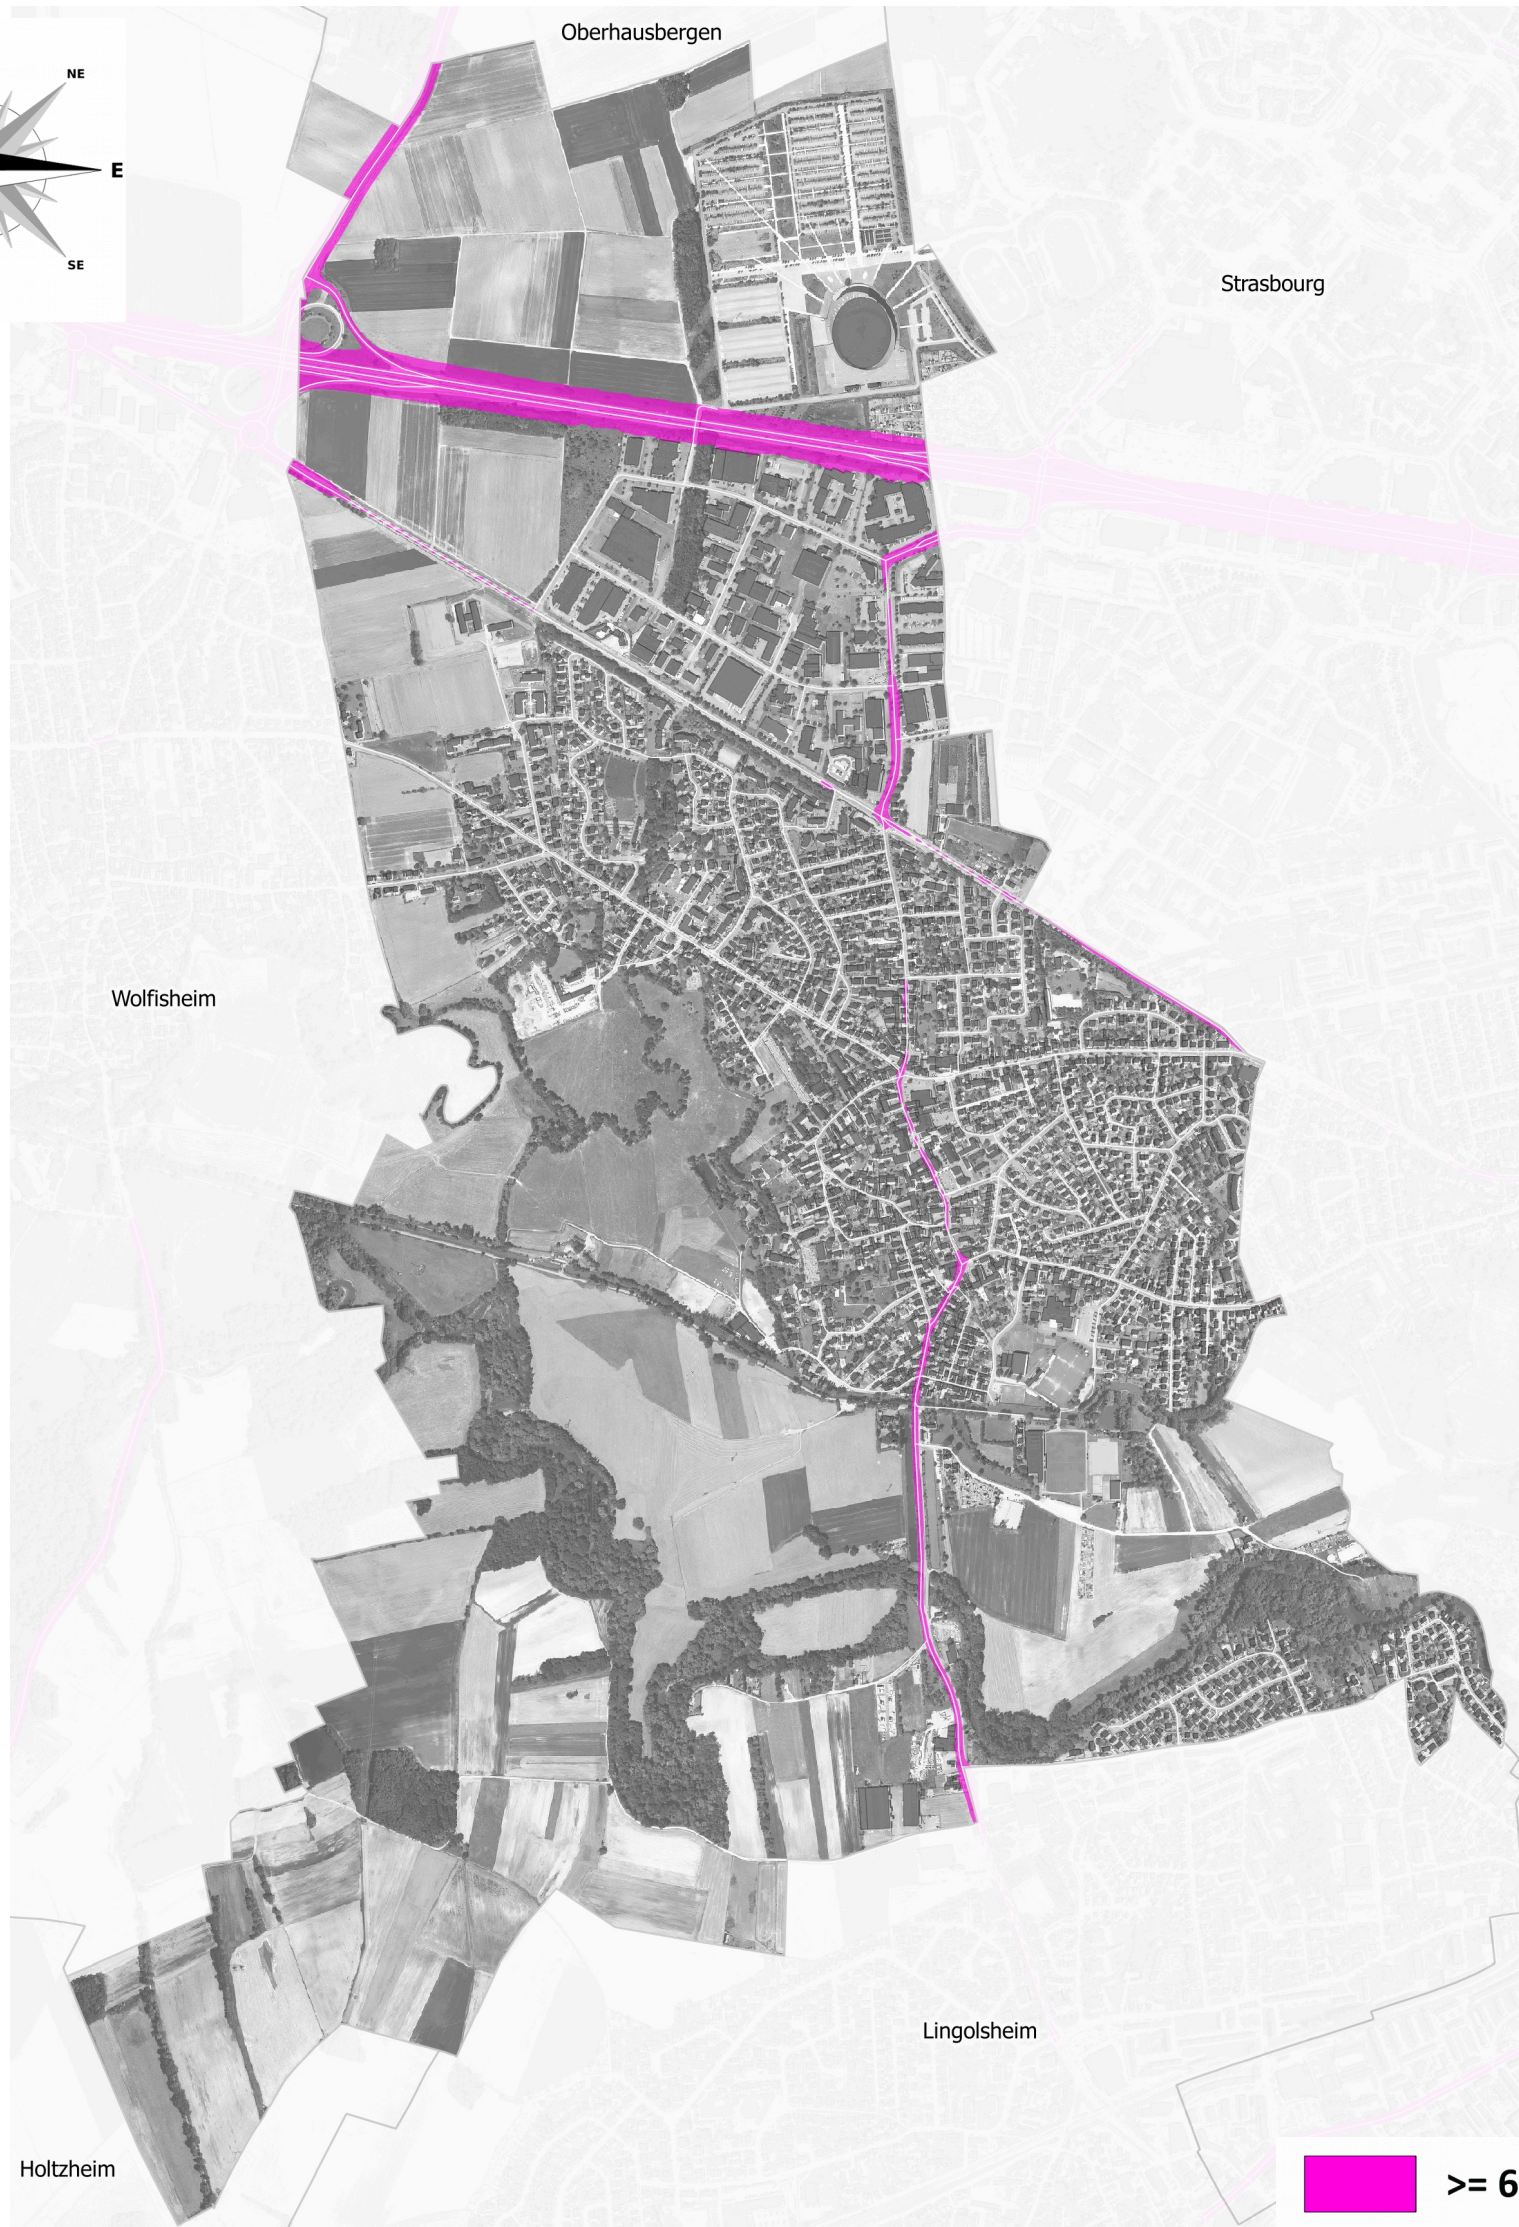 Oberhausbergen
NE
E
SE
Strasbourg
Wolfisheim
Lingolsheim
Holtzheim
>= 6